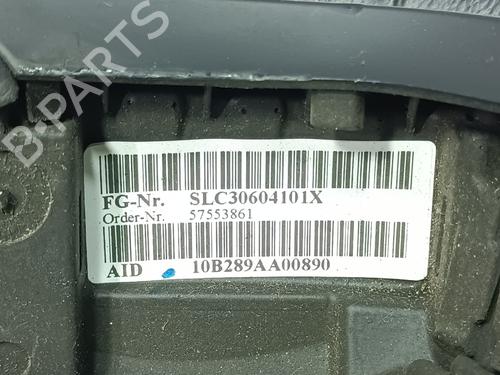 B-PARTS
FG-Nr. SLC30604101X
Order-Nr. 57553861
AID 10B289AA00890